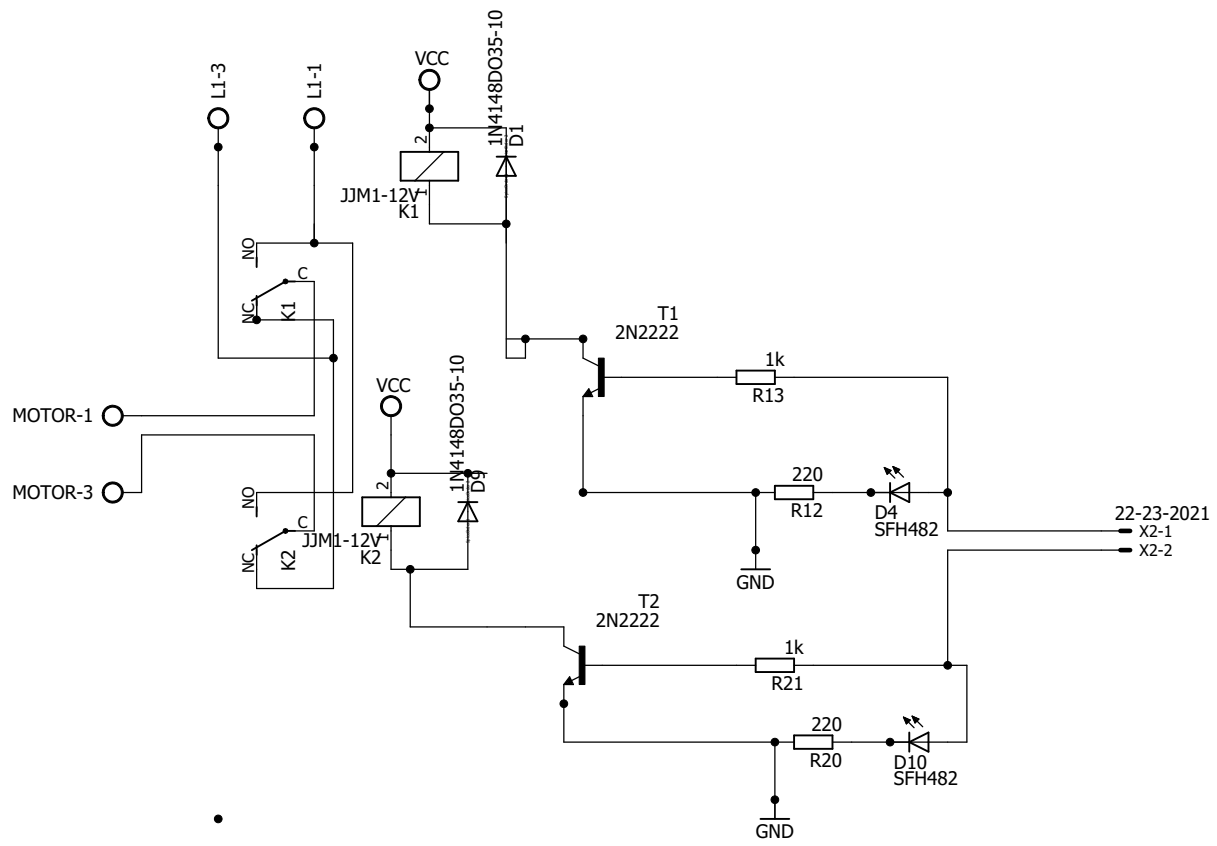 L1-3
L1-1
VCC
1N4148DO35-10
D1
2
1
JJM1-12V
K1
NO
C
NC
K1
T1
2N2222
1k
R13
MOTOR-1
VCC
1N4148DO35-10
D9
MOTOR-3
2
1
JJM1-12V
K2
NO
C
NC
K2
220
R12
D4
SFH482
22-23-2021
X2-1
X2-2
GND
T2
2N2222
1k
R21
220
R20
D10
SFH482
GND